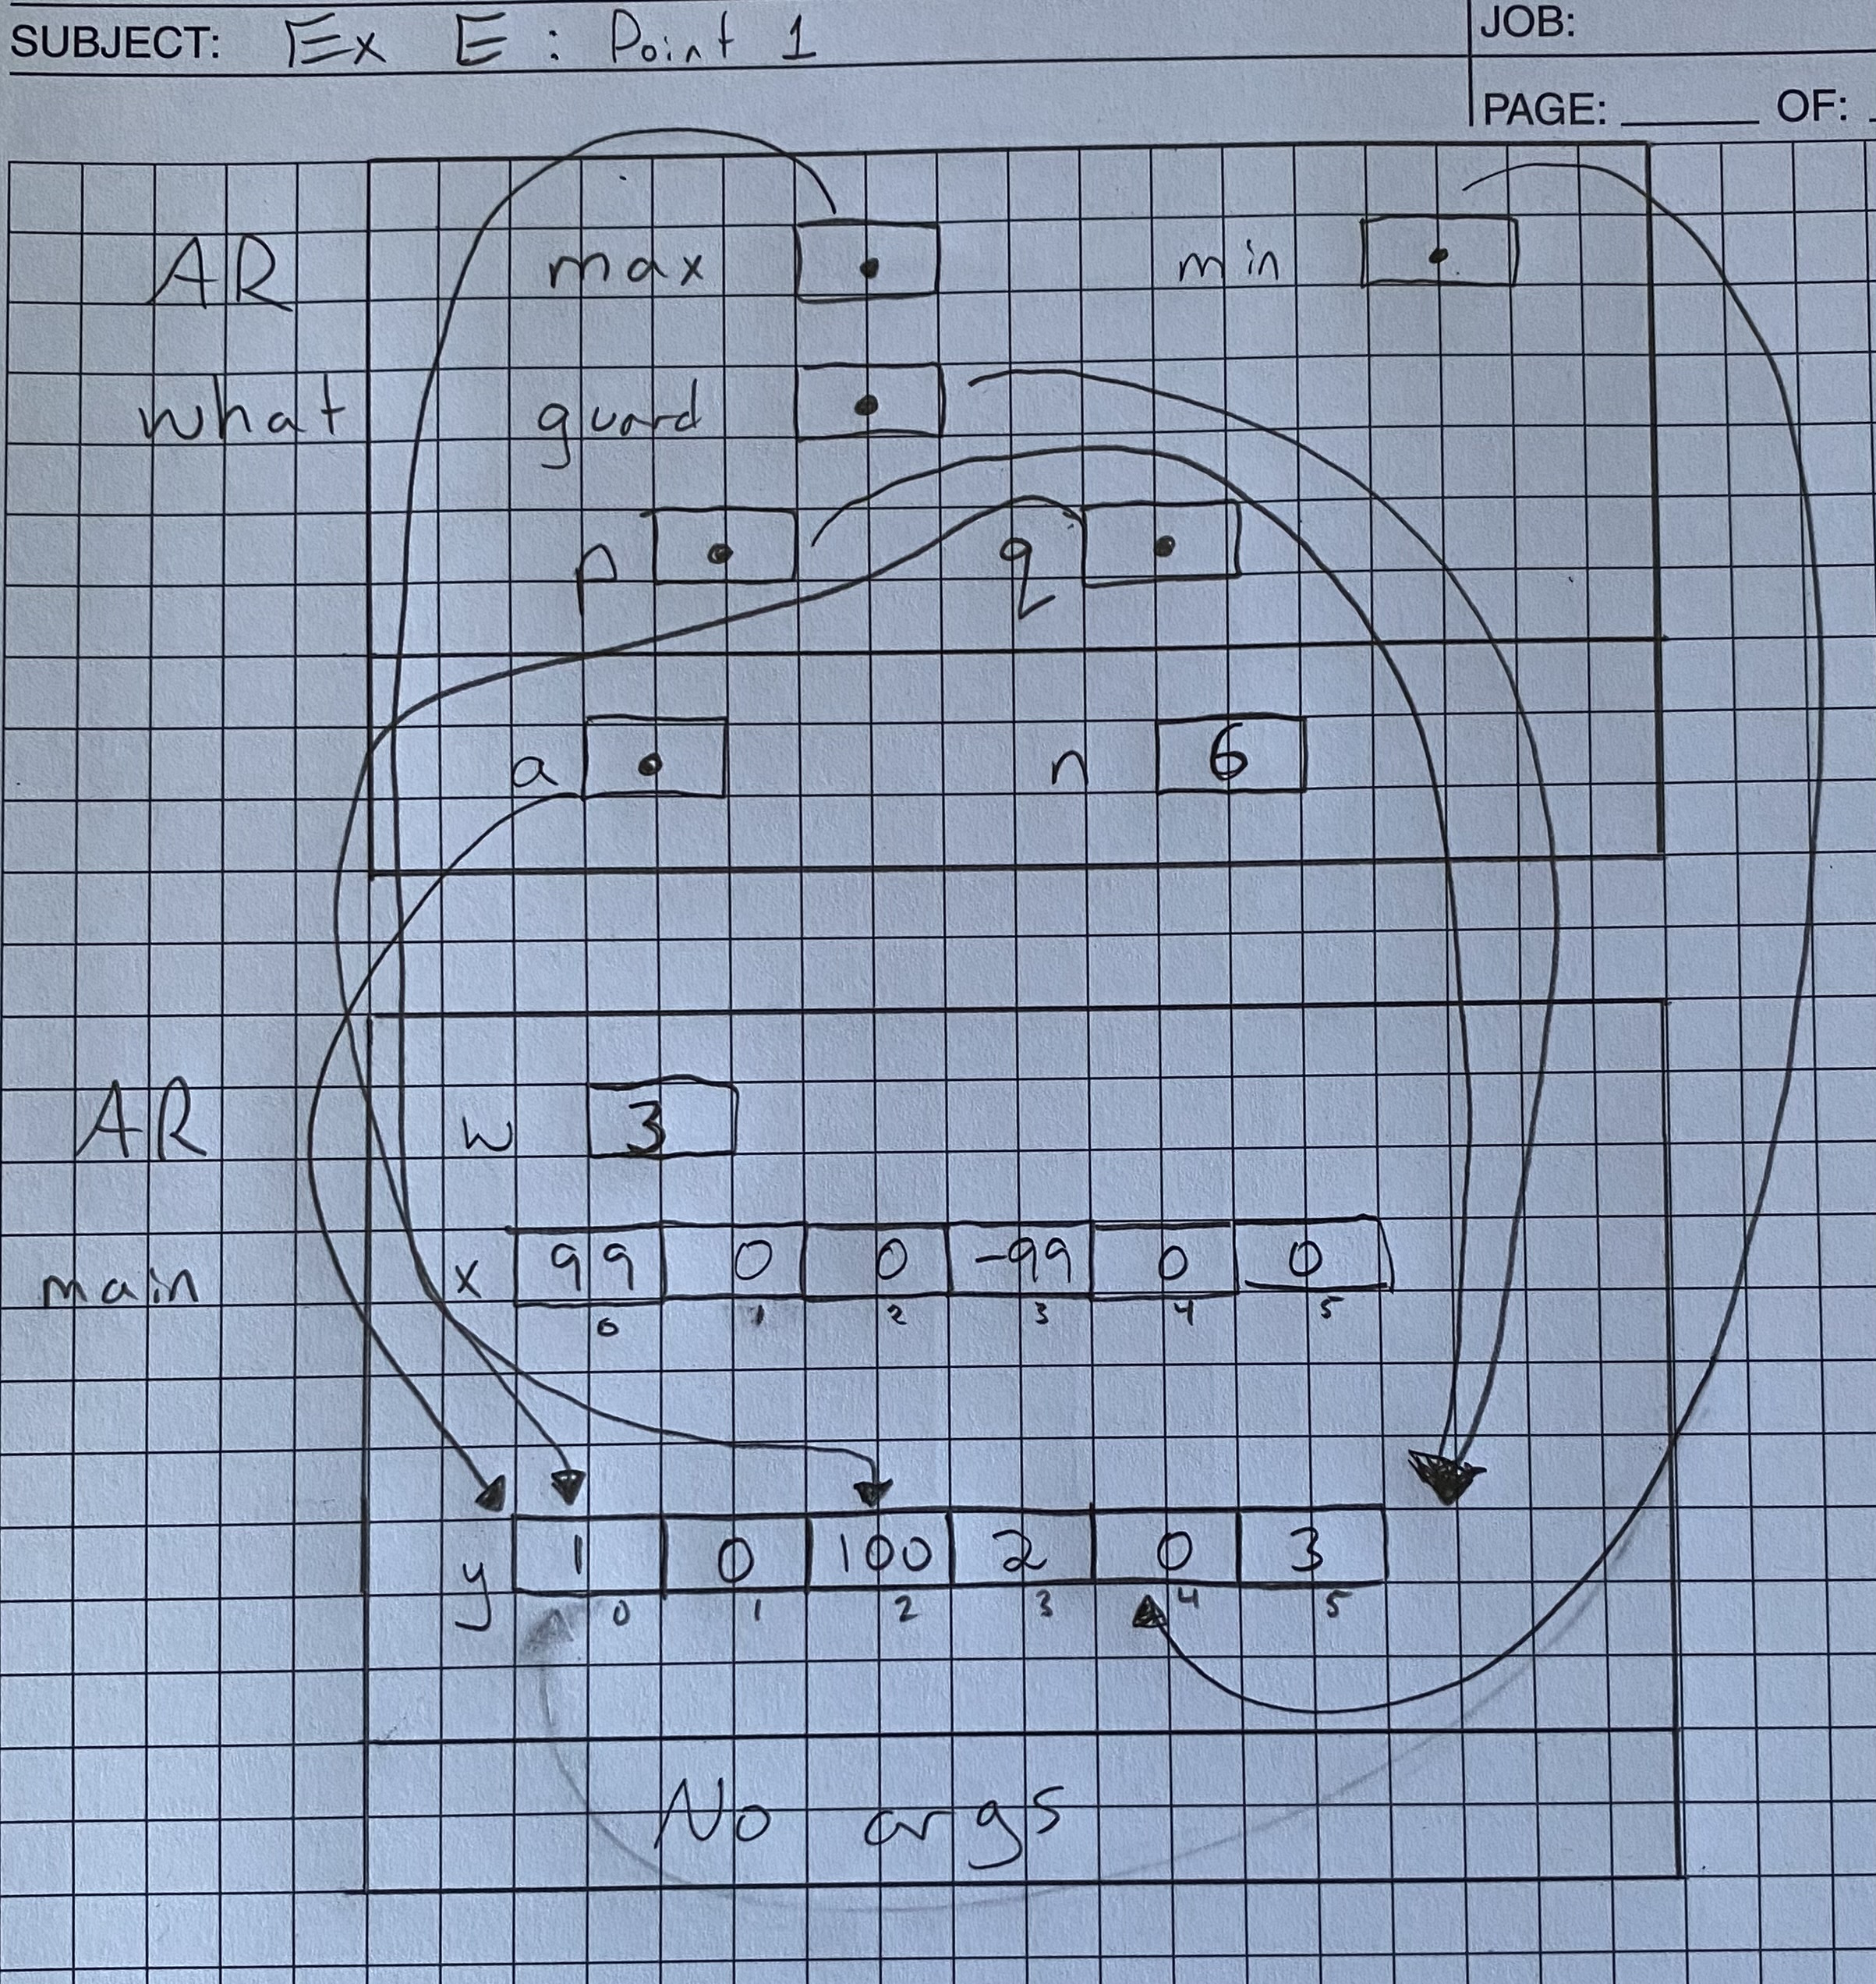 SUBJECT: Ex E : Point 1
JOB:
PAGE: ____ OF:
AR max min
what guard
p q
a n 6
AR w 3
main x 99 0 0 -99 0 0
0 1 2 3 4 5
y 1 0 100 2 0 3
0 1 2 3 4 5
No args